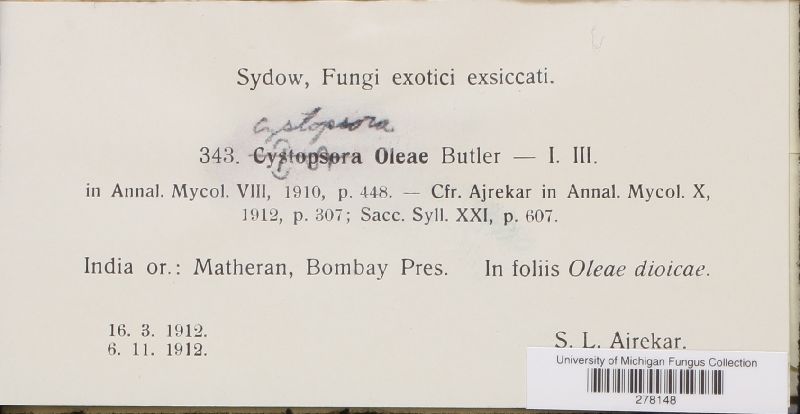 Sydow, Fungi exotici exsiccati.
cystopsora
343. Cystopsora Oleae Butler — I. III.
in Annal. Mycol. VIII, 1910, p. 448. — Cfr. Ajrekar in Annal. Mycol. X,
1912, p. 307; Sacc. Syll. XXI, p. 607.
India or.: Matheran, Bombay Pres. In foliis Oleae dioicae.
16. 3. 1912.
6. 11. 1912.
S. L. Ajrekar.
University of Michigan Fungus Collection
278148